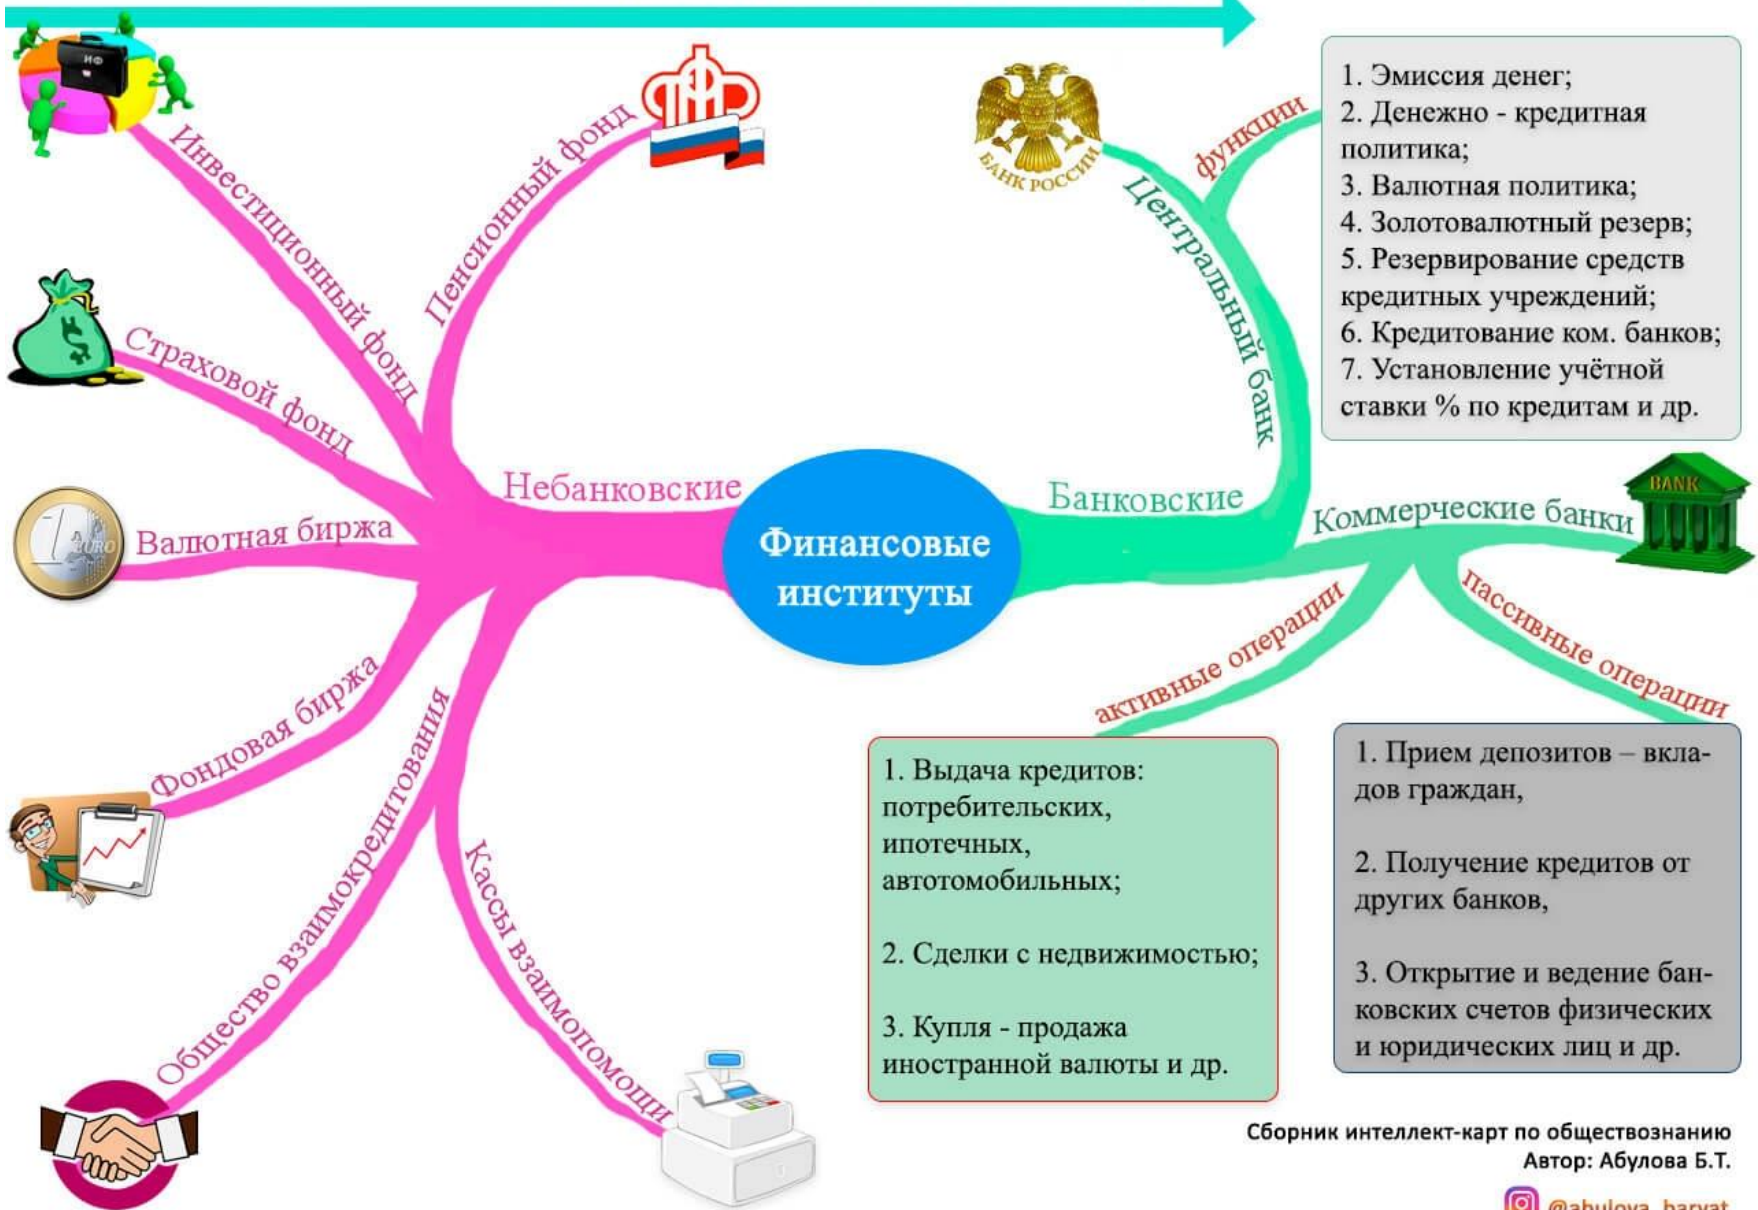 ИФ
Инвестиционный фонд
Пенсионный фонд
Страховой фонд
Валютная биржа
1
EURO
Фондовая биржа
Общество взаимокредитования
Кассы взаимопомощи
Небанковские
Финансовые
институты
Банковские
БАНК РОССИИ
Центральный банк
функции
1. Эмиссия денег;
2. Денежно - кредитная
политика;
3. Валютная политика;
4. Золотовалютный резерв;
5. Резервирование средств
кредитных учреждений;
6. Кредитование ком. банков;
7. Установление учётной
ставки % по кредитам и др.
Коммерческие банки
BANK
активные операции
1. Выдача кредитов:
потребительских,
ипотечных,
автотомобильных;
2. Сделки с недвижимостью;
3. Купля - продажа
иностранной валюты и др.
пассивные операции
1. Прием депозитов – вкла-
дов граждан,
2. Получение кредитов от
других банков,
3. Открытие и ведение бан-
ковских счетов физических
и юридических лиц и др.
Сборник интеллект-карт по обществознанию
Автор: Абулова Б.Т.
@abulova_baryat